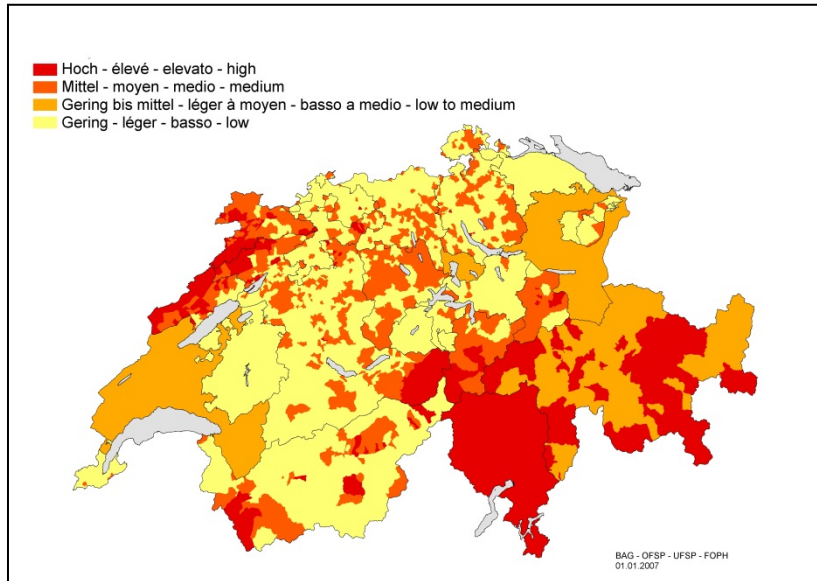 Hoch - élevé - elevato - high
Mittel - moyen - medio - medium
Gering bis mittel - léger à moyen - basso a medio - low to medium
Gering - léger - basso - low
BAG - OFSP - UFSP - FOPH
01.01.2007